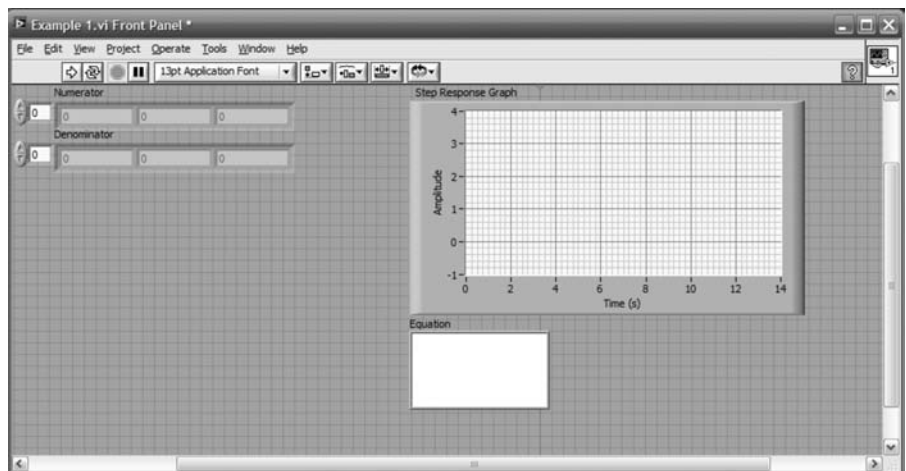 Example 1.vi Front Panel *
File Edit View Project Operate Tools Window Help
13pt Application Font
?
1
Numerator
0 0 0 0
Denominator
0 0 0 0
Step Response Graph
Amplitude
4
3
2
1
0
-1
0 2 4 6 8 10 12 14
Time (s)
Equation